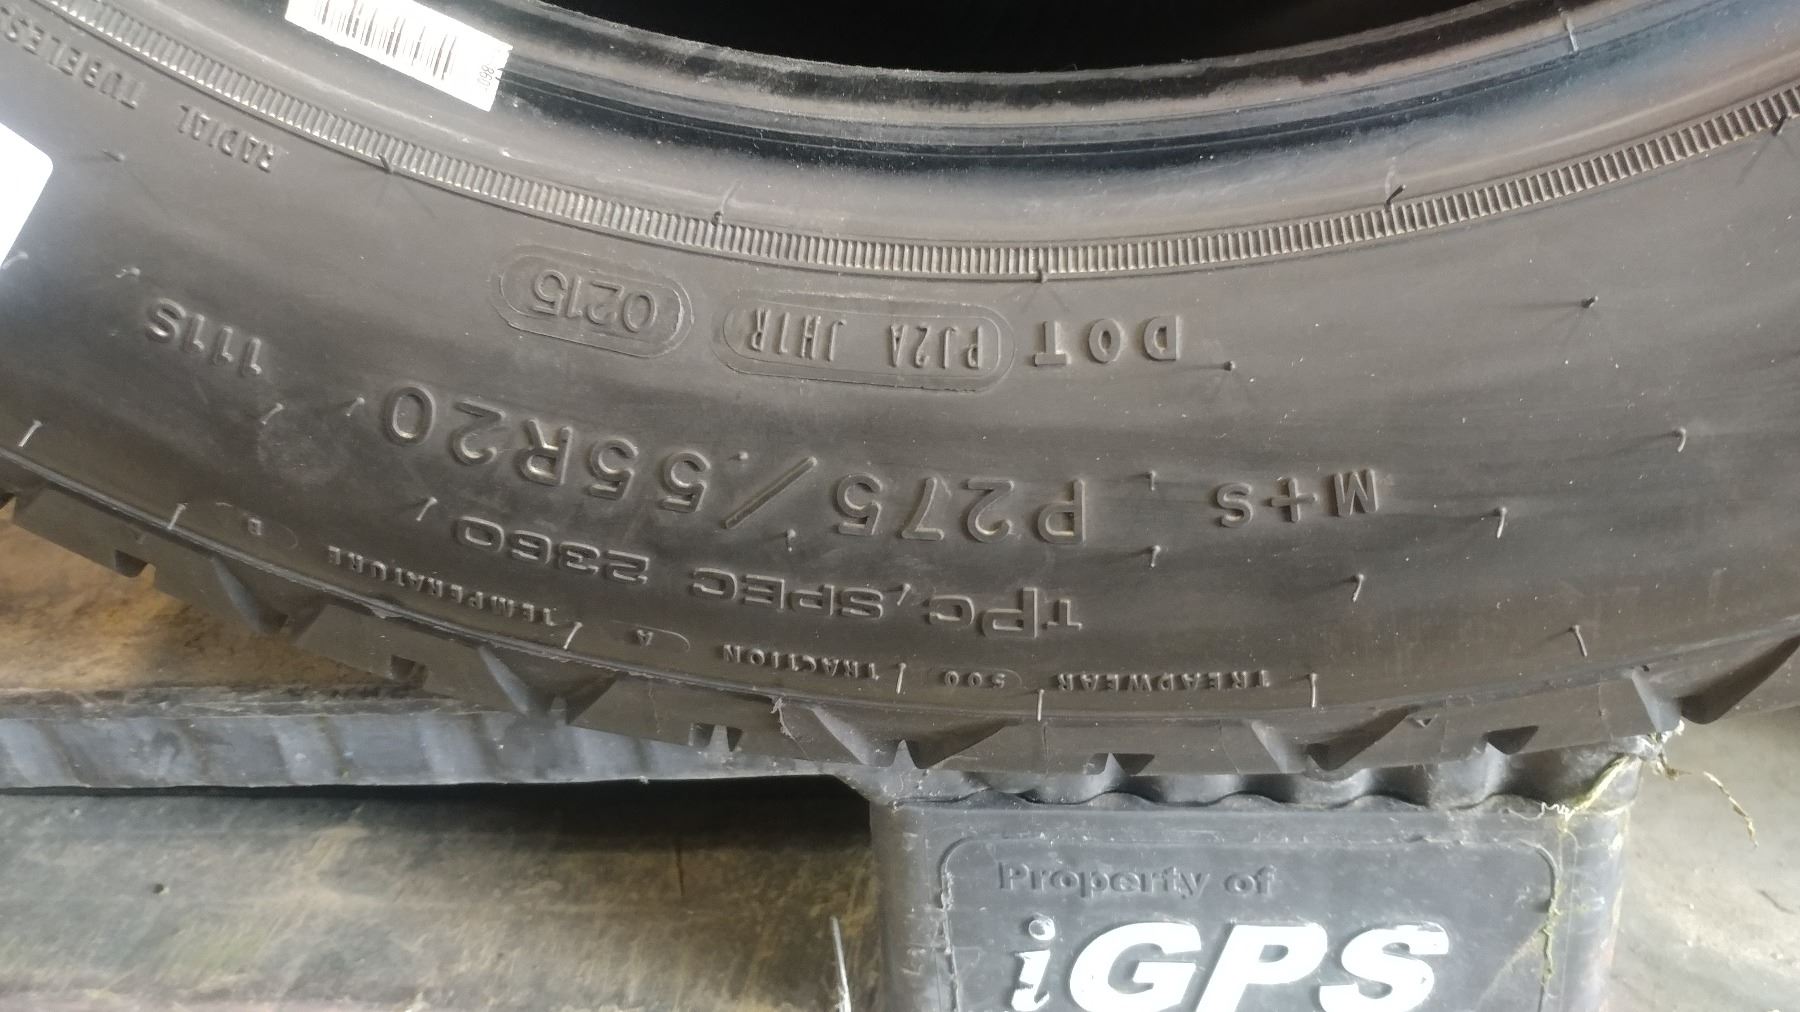 TREADWEAR 500 TRACTION A TEMPERATURE B
TPC SPEC 2360
M+S P275/55R20 111S
DOT PJ2A JH1R 0215
RADIAL TUBELESS
Property of
iGPS